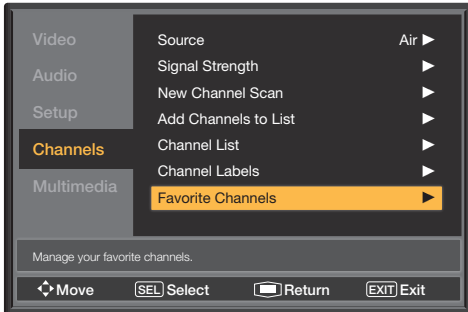 Video
Audio
Setup
Channels
Multimedia
Source Air
Signal Strength
New Channel Scan
Add Channels to List
Channel List
Channel Labels
Favorite Channels
Manage your favorite channels.
Move SEL Select Return EXIT Exit